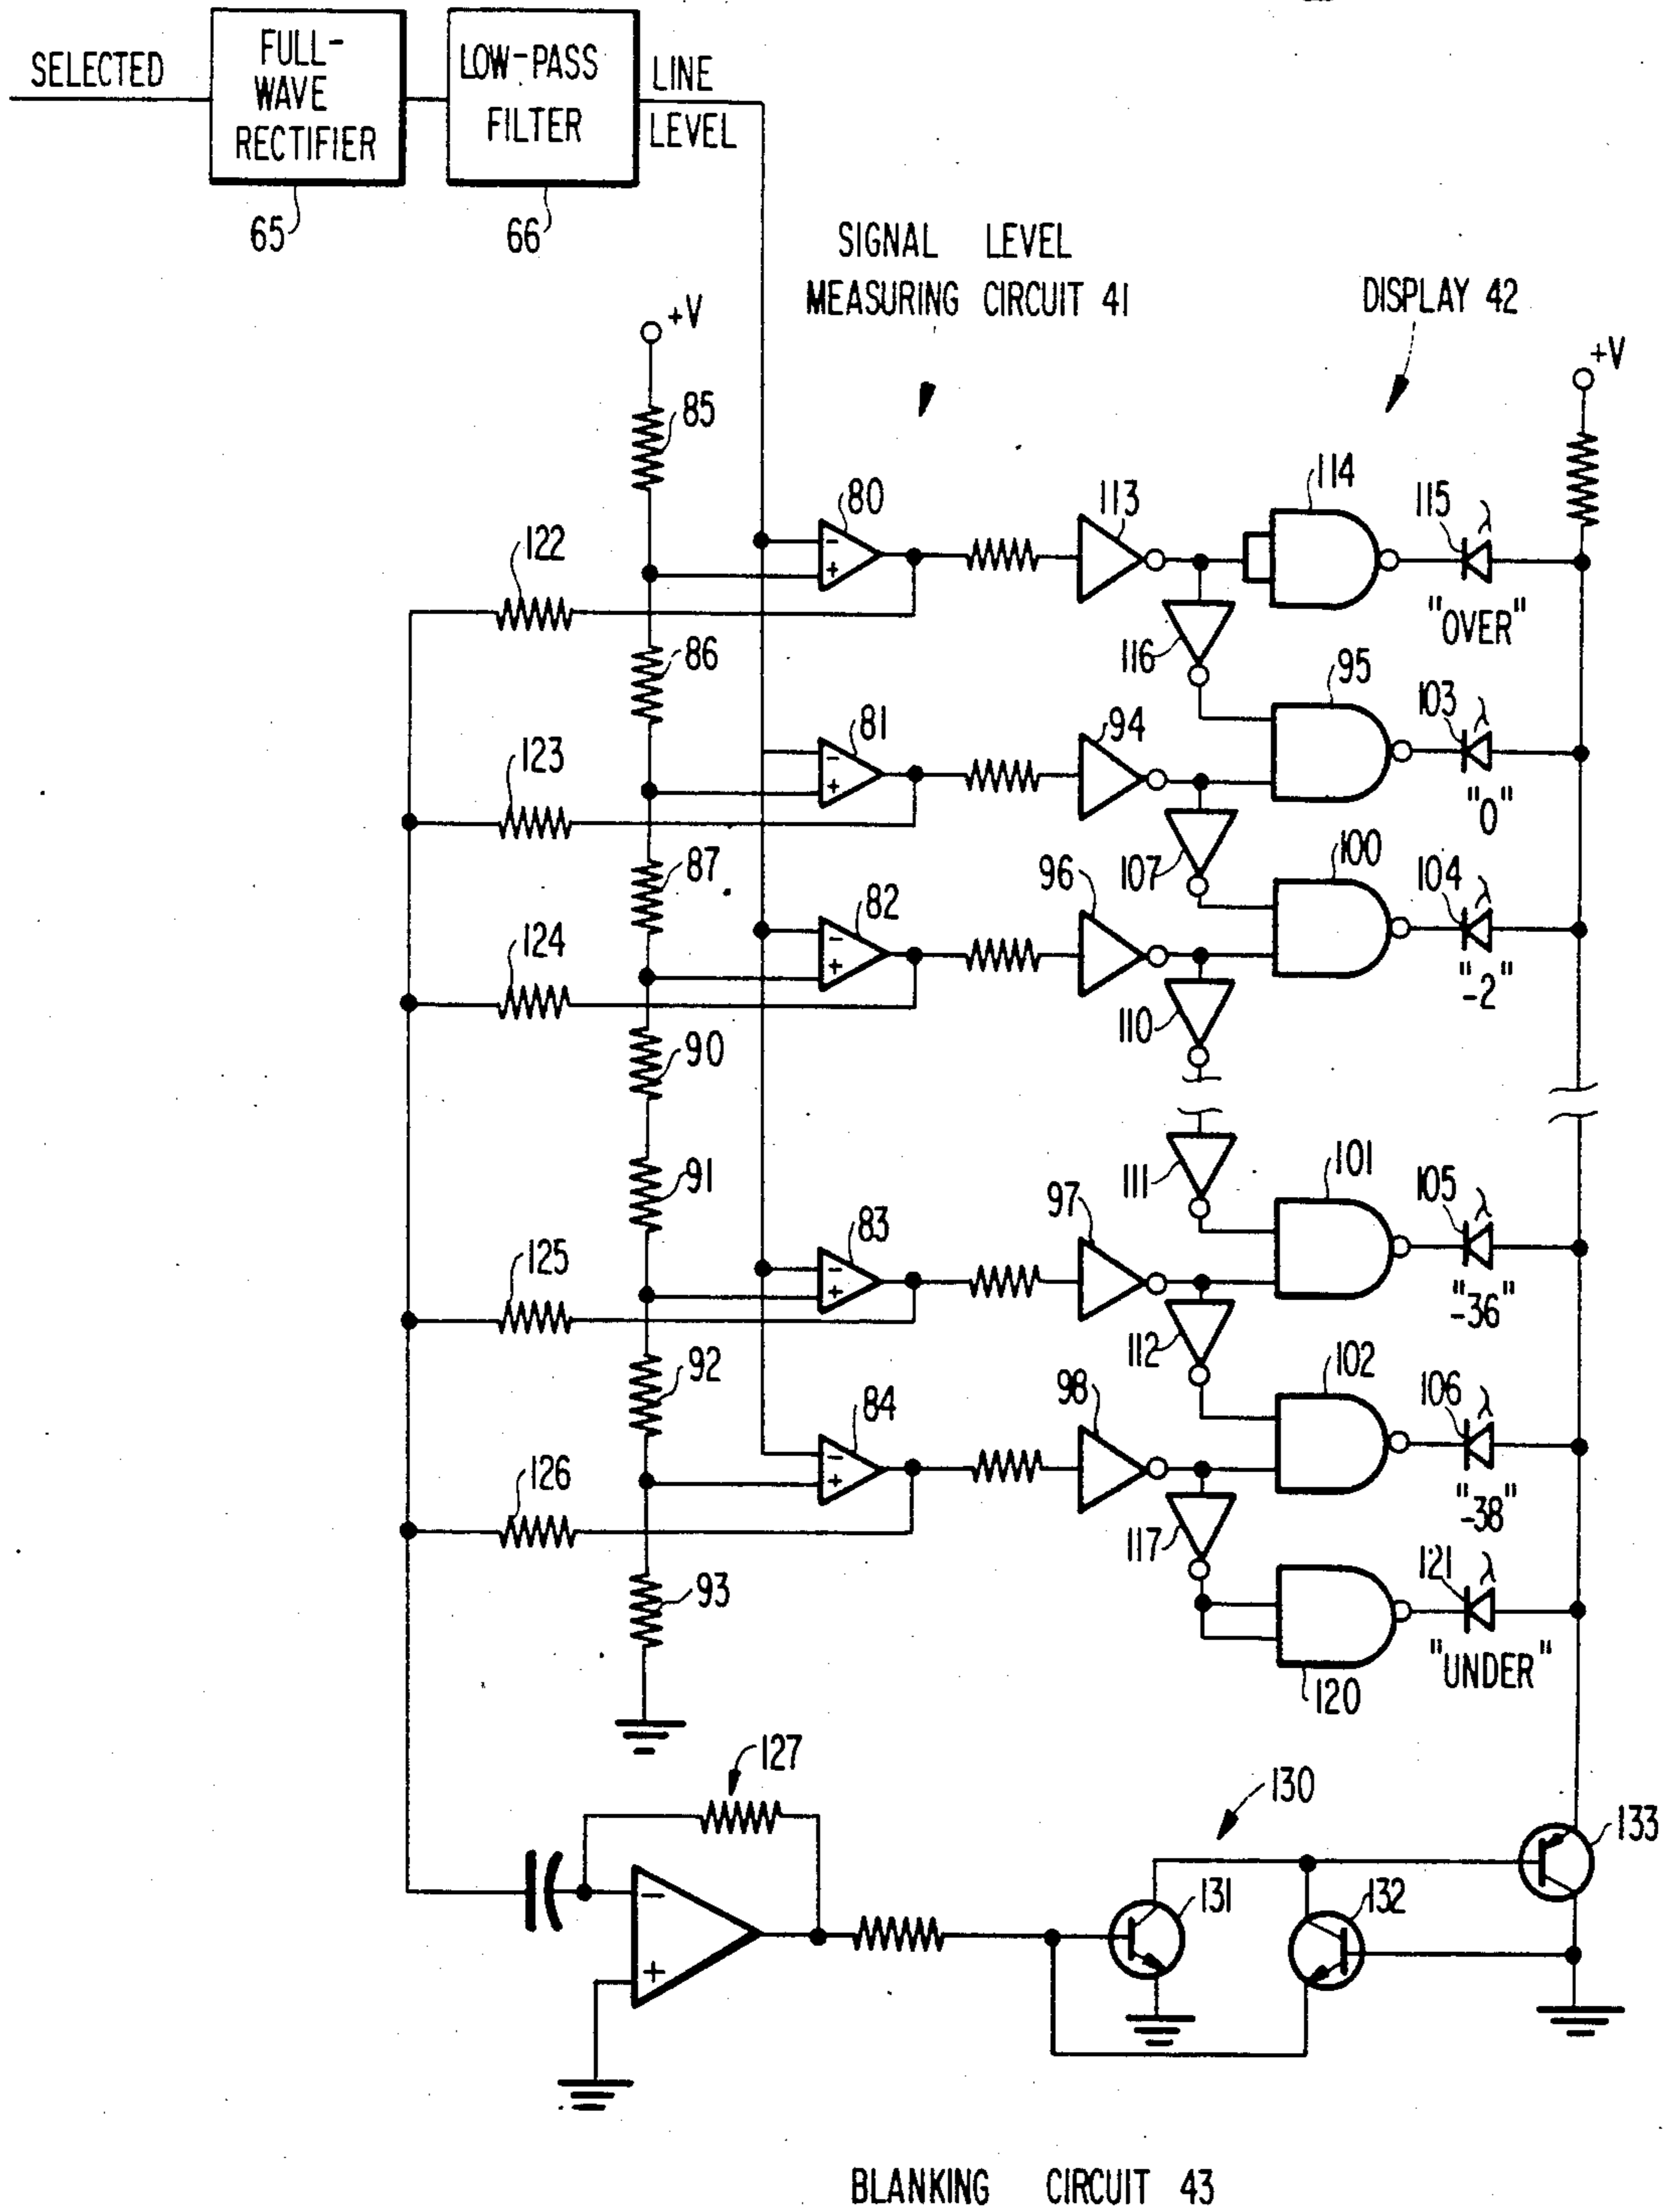 SELECTED
FULL-
WAVE
RECTIFIER
LOW-PASS
FILTER
LINE
LEVEL
65
66
SIGNAL LEVEL
MEASURING CIRCUIT 41
DISPLAY 42
+V
+V
85
80
113
114
115
λ
122
"OVER"
86
116
95
103
λ
123
81
94
"0"
87
107
100
124
82
96
104
λ
"-2"
90
110
91
111
101
105
λ
125
83
97
"-36"
92
112
102
126
84
98
106
λ
"-38"
93
117
121
λ
"UNDER"
120
127
130
133
131
132
-
+
-
+
-
+
-
+
-
+
-
+
BLANKING CIRCUIT 43